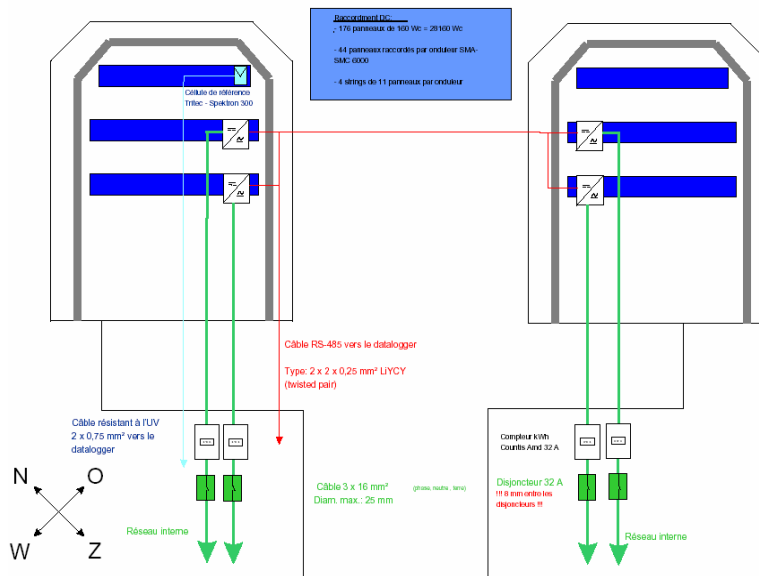 Raccordment DC:
- 176 panneaux de 160 Wc = 28160 Wc
- 44 panneaux raccordés par onduleur SMA-
SMC 6000
- 4 strings de 11 panneaux par onduleur
Céllule de référence
Tritec - Spektron 300
Câble RS-485 vers le datalogger
Type: 2 x 2 x 0,25 mm² LiYCY
(twisted pair)
Câble résistant à l'UV
2 x 0,75 mm² vers le
datalogger
Compteur kWh
Countis Amd 32 A
Câble 3 x 16 mm² (phase, neutre, terre)
Diam. max.: 25 mm
Disjoncteur 32 A
!!! 8 mm entre les
disjoncteurs !!!
N O
W Z
Réseau interne
Réseau interne